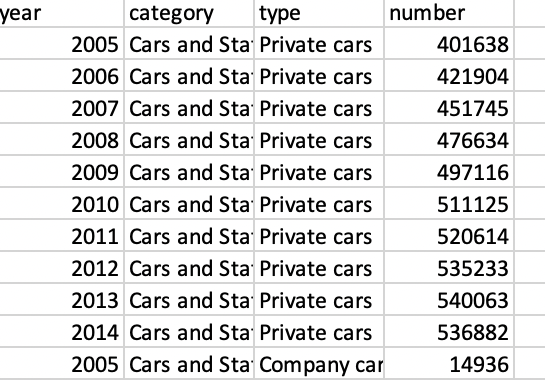 year category type number
2005 Cars and Sta Private cars 401638
2006 Cars and Sta Private cars 421904
2007 Cars and Sta Private cars 451745
2008 Cars and Sta Private cars 476634
2009 Cars and Sta Private cars 497116
2010 Cars and Sta Private cars 511125
2011 Cars and Sta Private cars 520614
2012 Cars and Sta Private cars 535233
2013 Cars and Sta Private cars 540063
2014 Cars and Sta Private cars 536882
2005 Cars and Sta Company car 14936